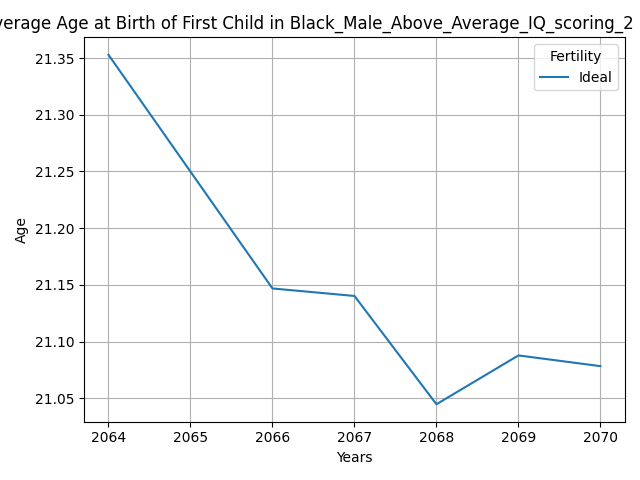 verage Age at Birth of First Child in Black_Male_Above_Average_IQ_scoring_2
Fertility
Ideal
21.35
21.30
21.25
21.20
21.15
21.10
21.05
Age
2064 2065 2066 2067 2068 2069 2070
Years